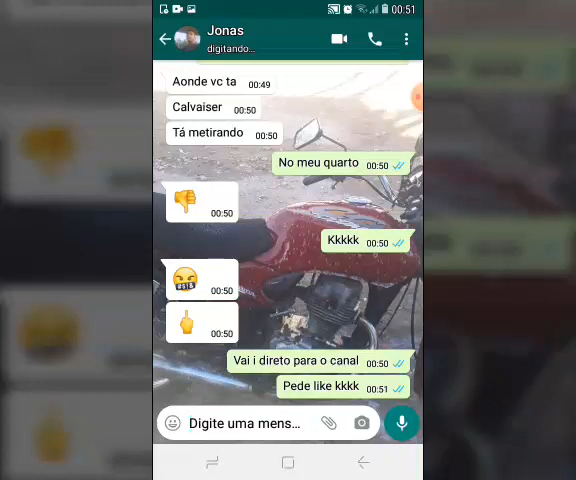 00:51
Jonas
digitando...
Aonde vc ta 00:49
Calvaiser 00:50
Tá metirando 00:50
No meu quarto 00:50
00:50
Kkkkk 00:50
00:50
00:50
Vai i direto para o canal 00:50
Pede like kkkk 00:51
Digite uma mens...